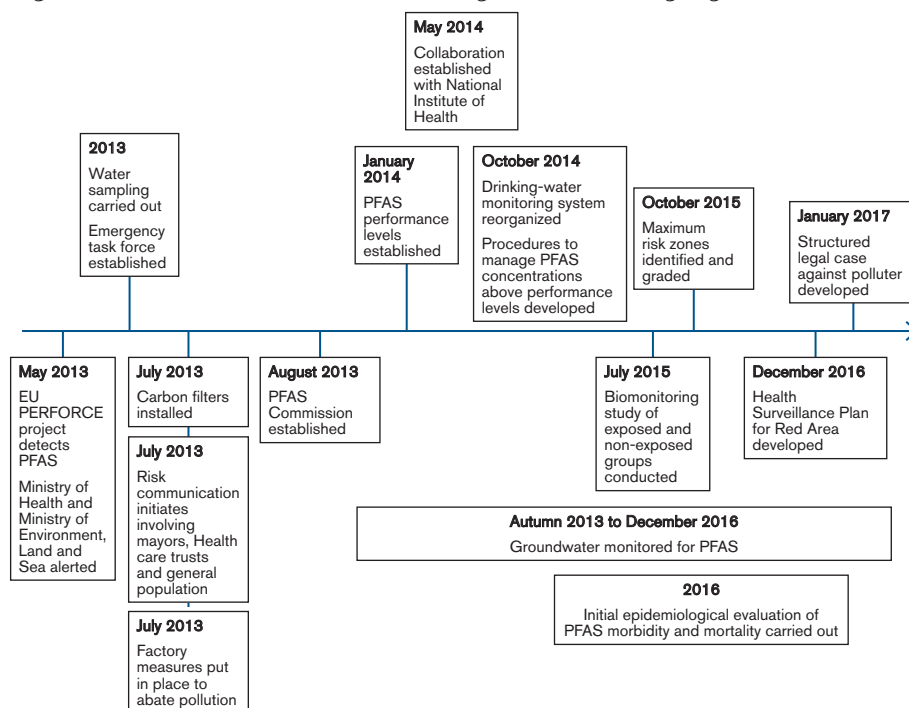 May 2014
Collaboration
established
with National
Institute of
Health
2013
Water
sampling
carried out
Emergency
task force
established
January
2014
PFAS
performance
levels
established
October 2014
Drinking-water
monitoring system
reorganized
Procedures to
manage PFAS
concentrations
above performance
levels developed
October 2015
Maximum
risk zones
identified and
graded
January 2017
Structured
legal case
against polluter
developed
May 2013
EU
PERFORCE
project
detects
PFAS
Ministry of
Health and
Ministry of
Environment,
Land and
Sea alerted
July 2013
Carbon filters
installed
July 2013
Risk
communication
initiates
involving
mayors, Health
care trusts
and general
population
July 2013
Factory
measures put
in place to
abate pollution
August 2013
PFAS
Commission
established
July 2015
Biomonitoring
study of
exposed and
non-exposed
groups
conducted
December 2016
Health
Surveillance Plan
for Red Area
developed
Autumn 2013 to December 2016
Groundwater monitored for PFAS
2016
Initial epidemiological evaluation of
PFAS morbidity and mortality carried out